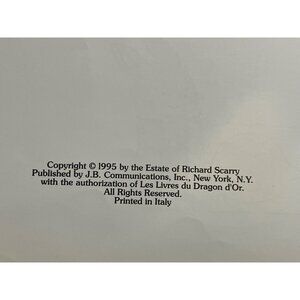 Copyright © 1995 by the Estate of Richard Scarry
Published by J.B. Communications, Inc., New York, N.Y.
with the authorization of Les Livres du Dragon d'Or.
All Rights Reserved.
Printed in Italy